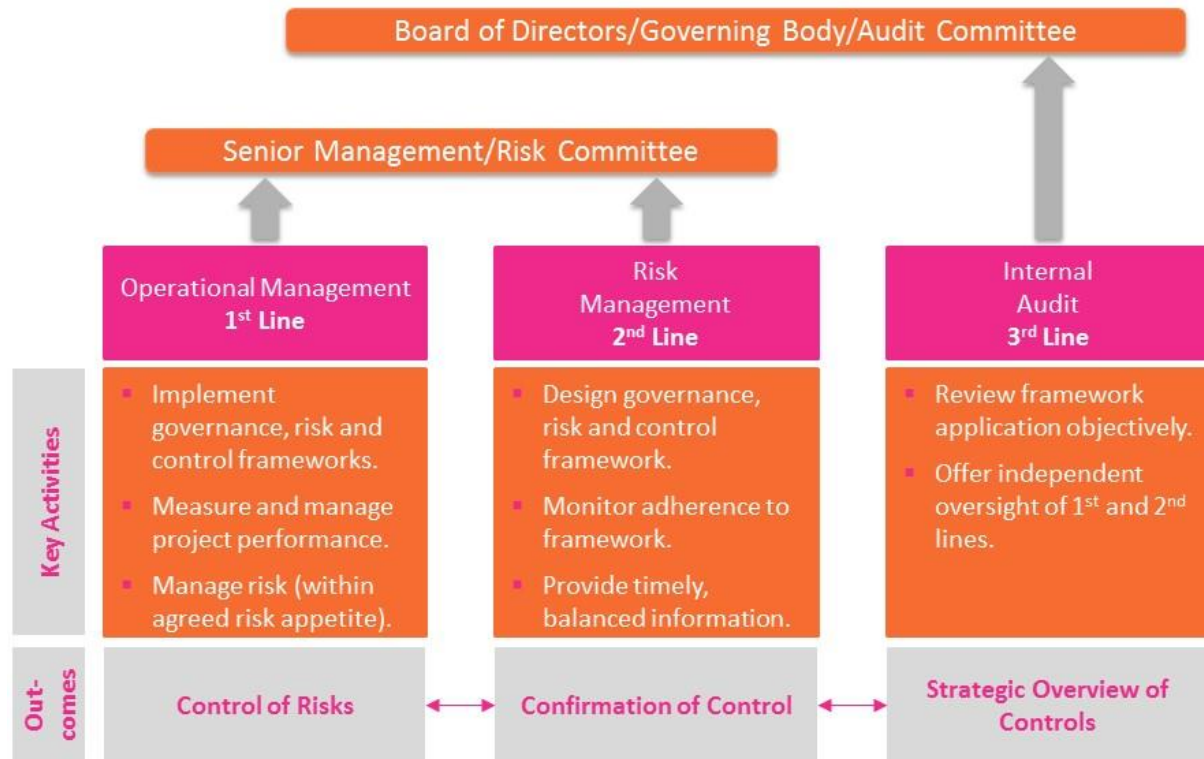 Board of Directors/Governing Body/Audit Committee
Senior Management/Risk Committee
Operational Management
1st Line
Risk
Management
2nd Line
Internal
Audit
3rd Line
Key Activities
▪ Implement
governance, risk and
control frameworks.
▪ Measure and manage
project performance.
▪ Manage risk (within
agreed risk appetite).
▪ Design governance,
risk and control
framework.
▪ Monitor adherence to
framework.
▪ Provide timely,
balanced information.
▪ Review framework
application objectively.
▪ Offer independent
oversight of 1st and 2nd
lines.
Out-
comes
Control of Risks
Confirmation of Control
Strategic Overview of
Controls